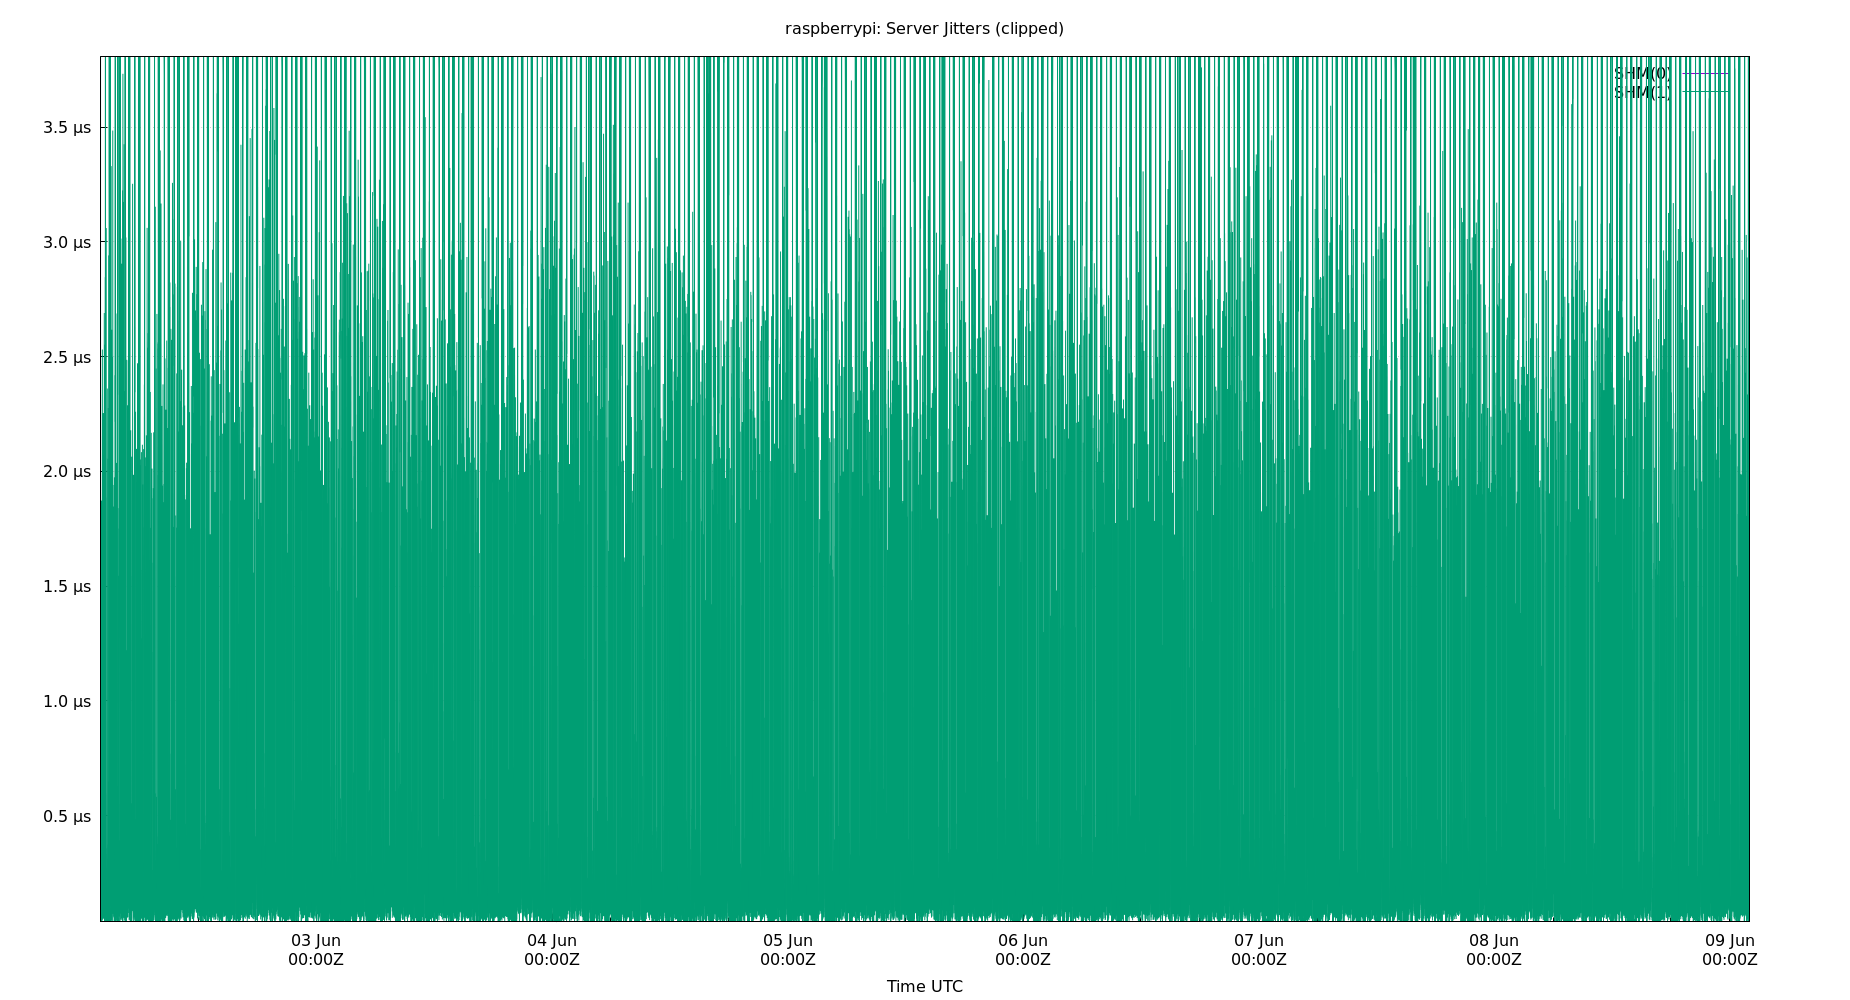 raspberrypi: Server Jitters (clipped)
SHM(0)
SHM(1)
3.5 µs
3.0 µs
2.5 µs
2.0 µs
1.5 µs
1.0 µs
0.5 µs
03 Jun 04 Jun 05 Jun 06 Jun 07 Jun 08 Jun 09 Jun
00:00Z 00:00Z 00:00Z 00:00Z 00:00Z 00:00Z 00:00Z
Time UTC